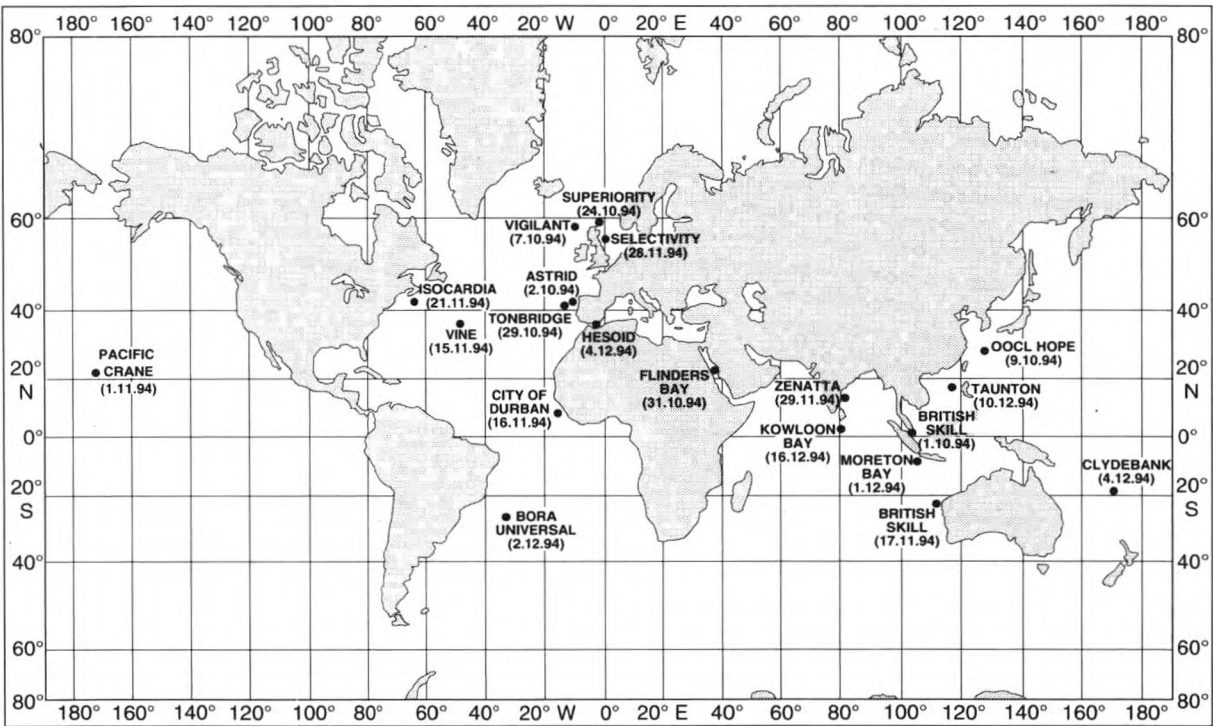 180° 160° 140° 120° 100° 80° 60° 40° 20° W 0° 20° E 40° 60° 80° 100° 120° 140° 160° 180°
80° 80°
SUPERIORITY
(24.10.94)
60° 60°
VIGILANT
(7.10.94)
SELECTIVITY
(28.11.94)
ASTRID
(2.10.94)
ISOCARDIA
(21.11.94)
40° 40°
TONBRIDGE
(29.10.94)
VINE
(15.11.94)
HESOID
(4.12.94)
OOCL HOPE
(9.10.94)
PACIFIC
CRANE
(1.11.94)
20° 20°
N N
FLINDERS
BAY
(31.10.94)
ZENATTA
(29.11.94)
TAUNTON
(10.12.94)
CITY OF
DURBAN
(16.11.94)
BRITISH
SKILL
(1.10.94)
0° 0°
KOWLOON
BAY
(16.12.94)
MORETON
BAY
(1.12.94)
CLYDEBANK
(4.12.94)
20° 20°
S S
BORA
UNIVERSAL
(2.12.94)
BRITISH
SKILL
(17.11.94)
40° 40°
60° 60°
80° 80°
180° 160° 140° 120° 100° 80° 60° 40° 20° W 0° 20° E 40° 60° 80° 100° 120° 140° 160° 180°